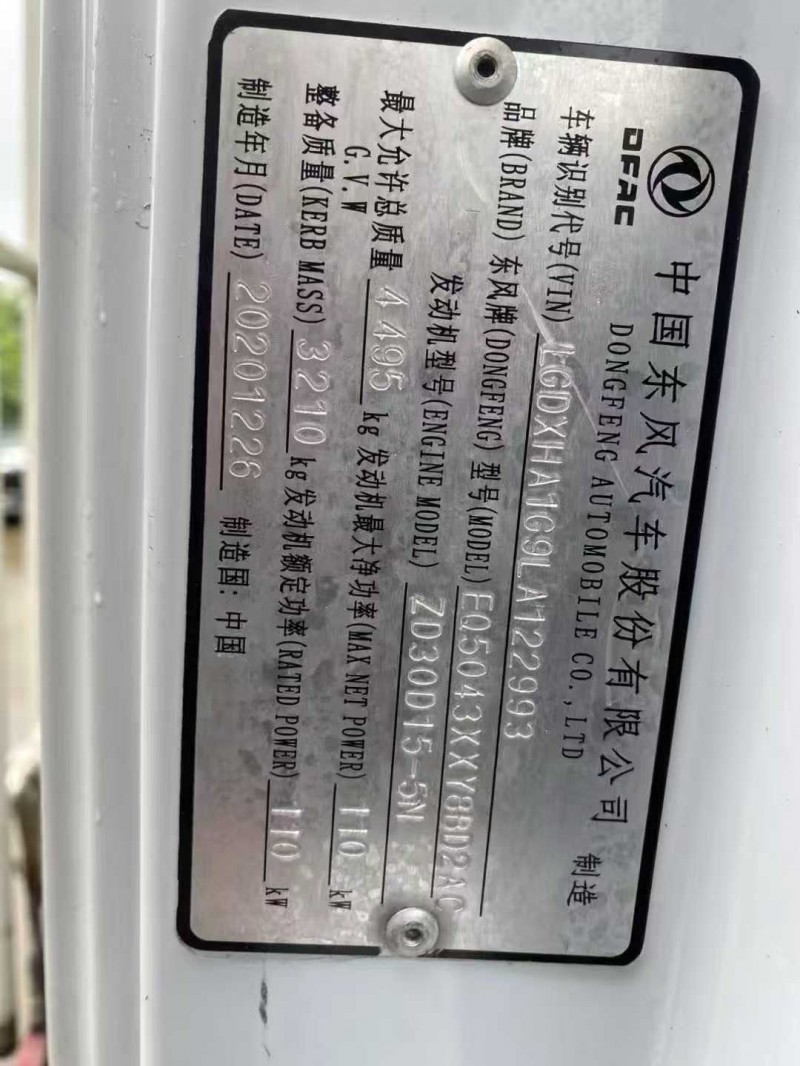 DFAC
中国东风汽车股份有限公司 制造
DONGFENG AUTOMOBILE CO.,LTD
车辆识别代号(VIN) LGDXHA1G9LA122993
品牌(BRAND) 东风牌(DONGFENG) 型号(MODEL) EQ5043XXY8BD2AC
发动机型号(ENGINE MODEL) ZD30D15-5N
最大允许总质量 4495 kg 发动机最大净功率(MAX NET POWER) 110 kW
G.V.W
整备质量(KERB MASS) 3210 kg 发动机额定功率(RATED POWER) 110 kW
制造年月(DATE) 20201226 制造国: 中国